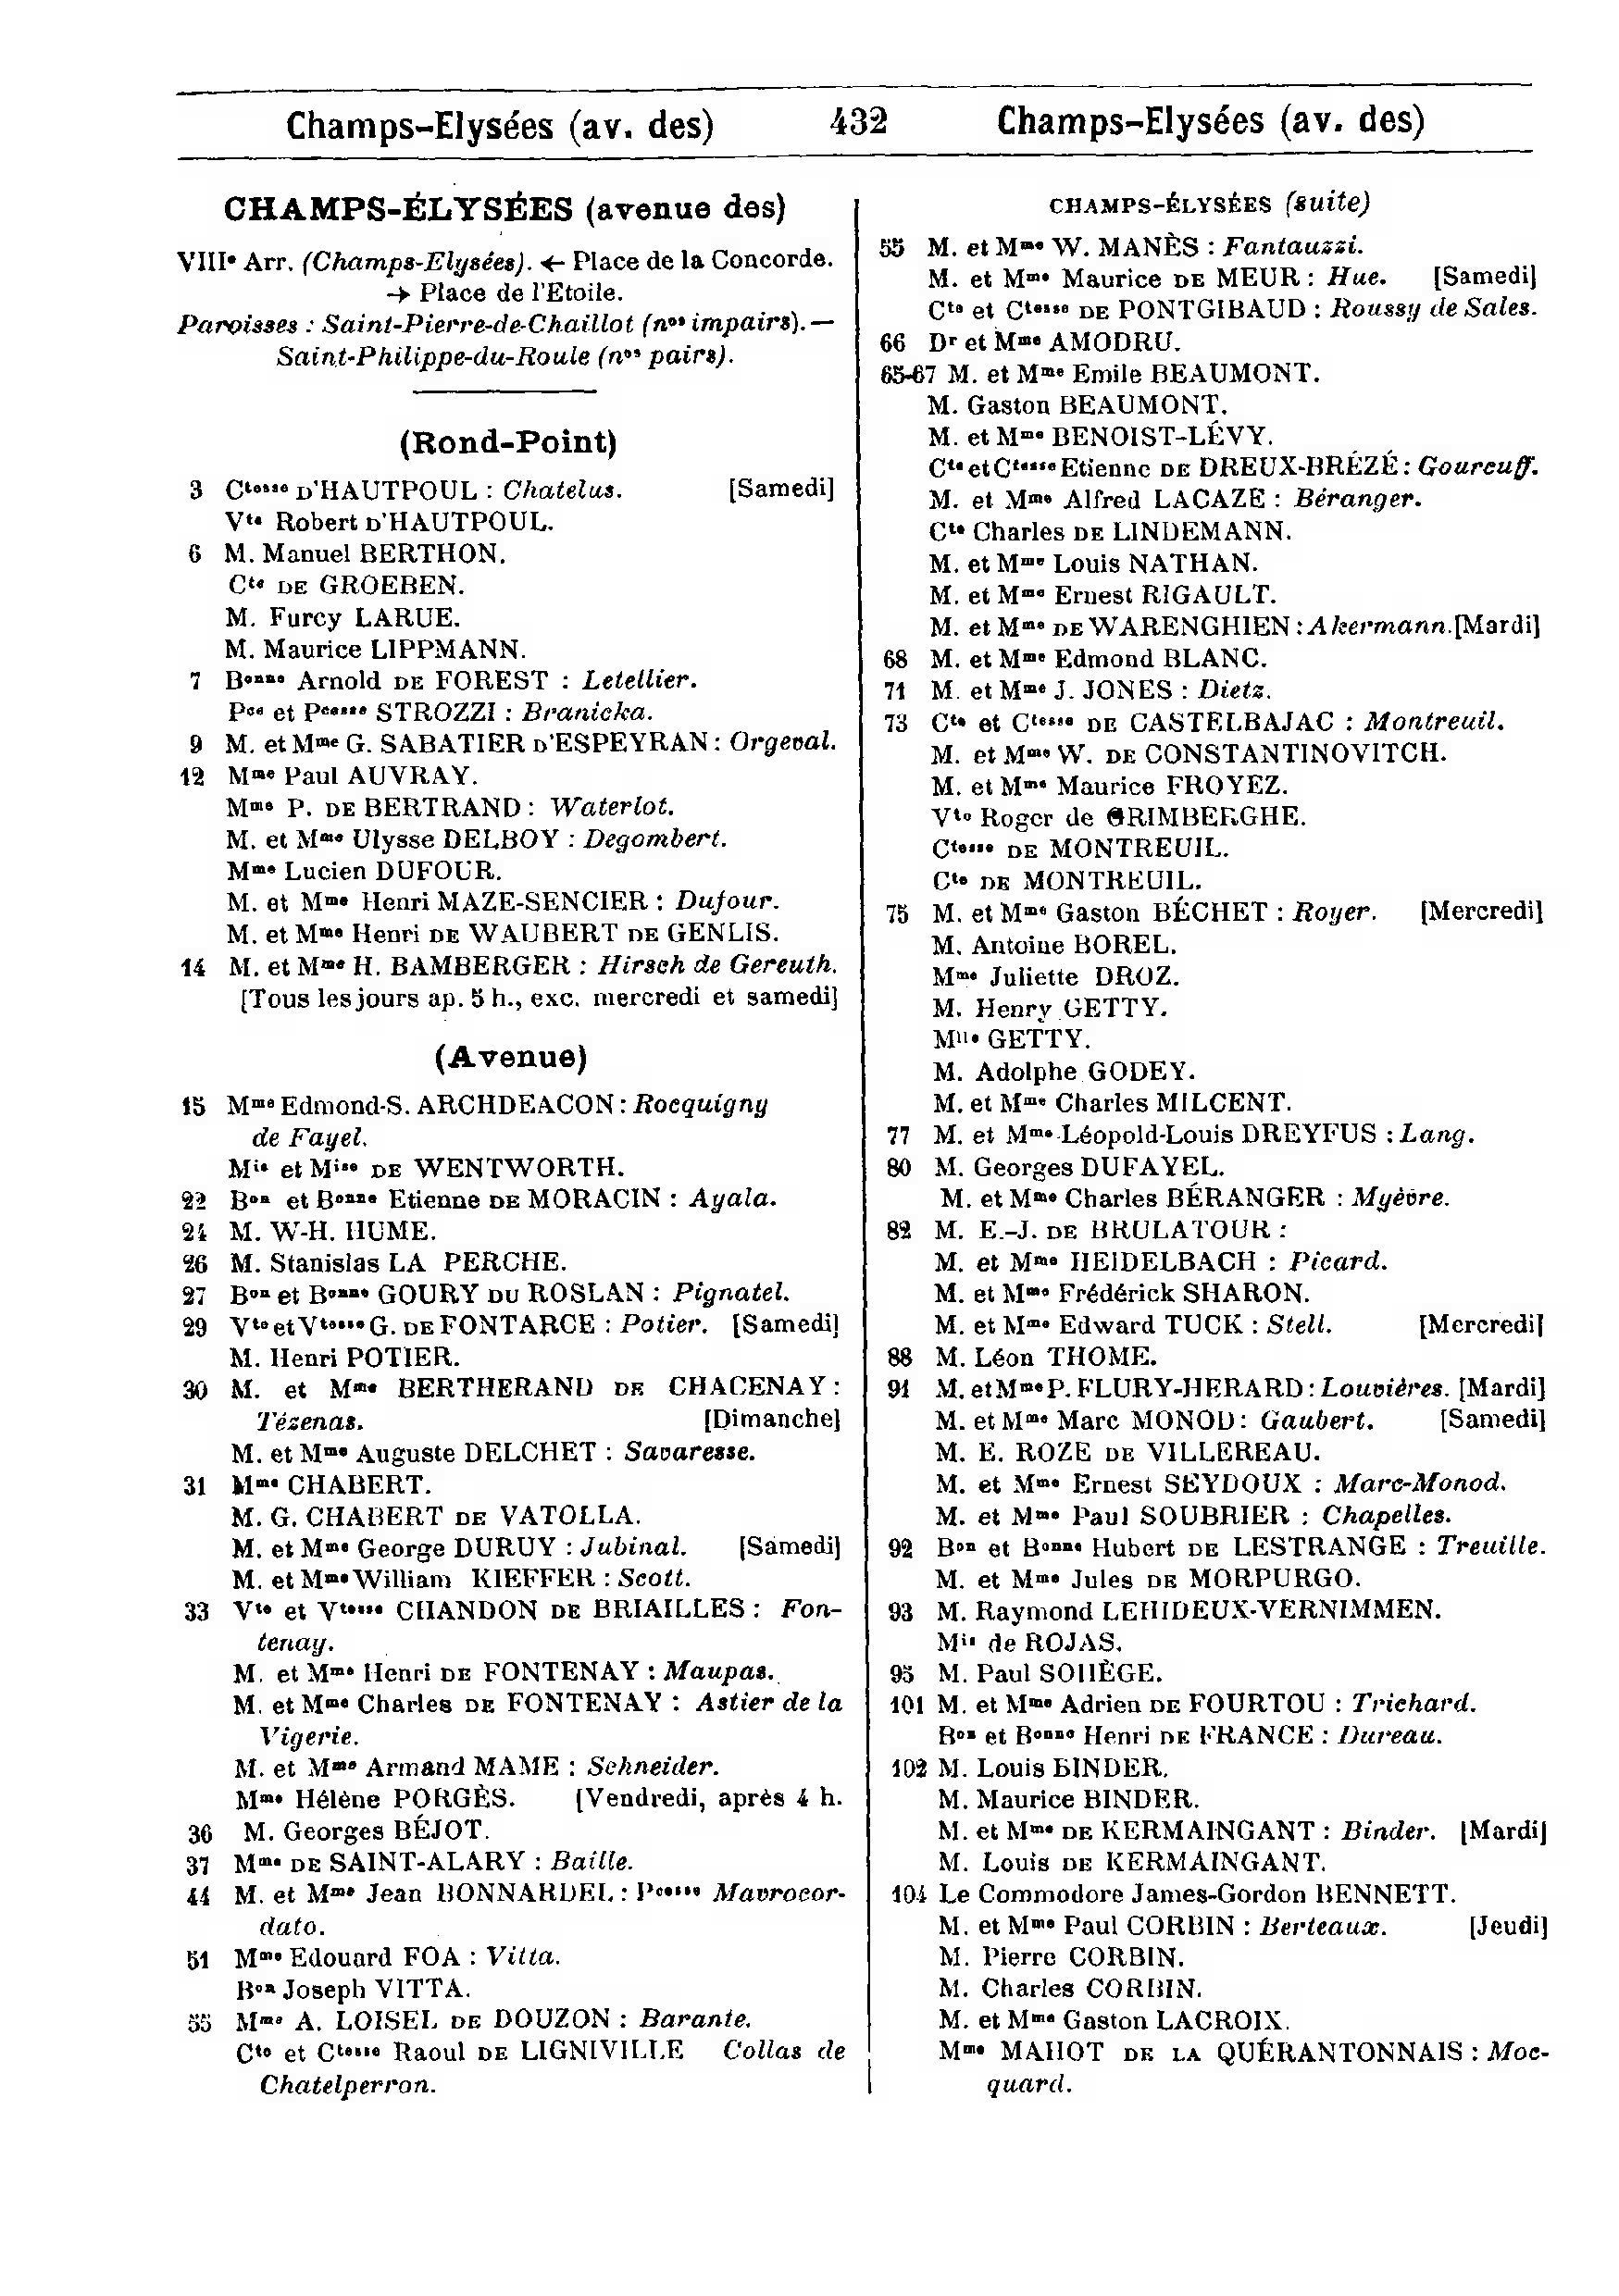 Champs-Elysées (av. des) 432 Champs-Elysées (av. des)
CHAMPS-ÉLYSÉES (avenue des)
VIIIe Arr. (Champs-Elysées). ← Place de la Concorde.
→ Place de l'Etoile.
Paroisses : Saint-Pierre-de-Chaillot (nos impairs). —
Saint-Philippe-du-Roule (nos pairs).
(Rond-Point)
3 Ctesse D'HAUTPOUL : Chatelus. [Samedi]
Vte Robert D'HAUTPOUL.
6 M. Manuel BERTHON.
Cte DE GROEBEN.
M. Furcy LARUE.
M. Maurice LIPPMANN.
7 Bonne Arnold DE FOREST : Letellier.
Pce et Pcesse STROZZI : Branicka.
9 M. et Mme G. SABATIER D'ESPEYRAN : Orgeval.
12 Mme Paul AUVRAY.
Mme P. DE BERTRAND : Waterlot.
M. et Mme Ulysse DELBOY : Degombert.
Mme Lucien DUFOUR.
M. et Mme Henri MAZE-SENCIER : Dufour.
M. et Mme Henri DE WAUBERT DE GENLIS.
14 M. et Mme H. BAMBERGER : Hirsch de Gereuth.
[Tous les jours ap. 5 h., exc. mercredi et samedi]
(Avenue)
15 Mme Edmond-S. ARCHDEACON : Rocquigny
de Fayel.
Mis et Mise DE WENTWORTH.
22 Bon et Bonne Etienne DE MORACIN : Ayala.
24 M. W-H. HUME.
26 M. Stanislas LA PERCHE.
27 Bon et Bonne GOURY DU ROSLAN : Pignatel.
29 Vte et Vtesse G. DE FONTARCE : Potier. [Samedi]
M. Henri POTIER.
30 M. et Mme BERTHERAND DE CHACENAY :
Tézenas. [Dimanche]
M. et Mme Auguste DELCHET : Savaresse.
31 Mme CHABERT.
M. G. CHABERT DE VATOLLA.
M. et Mme George DURUY : Jubinal. [Samedi]
M. et Mme William KIEFFER : Scott.
33 Vte et Vtesse CHANDON DE BRIAILLES : Fon-
tenay.
M. et Mme Henri DE FONTENAY : Maupas.
M. et Mme Charles DE FONTENAY : Astier de la
Vigerie.
M. et Mme Armand MAME : Schneider.
Mme Hélène PORGÈS. [Vendredi, après 4 h.
36 M. Georges BÉJOT.
37 Mme DE SAINT-ALARY : Baille.
44 M. et Mme Jean BONNARDEL : Pcesse Mavrocor-
dato.
51 Mme Edouard FOA : Vitta.
Bon Joseph VITTA.
55 Mme A. LOISEL DE DOUZON : Barante.
Cte et Ctesse Raoul DE LIGNIVILLE Collas de
Chatelperron.
CHAMPS-ÉLYSÉES (suite)
55 M. et Mme W. MANÈS : Fantauzzi.
M. et Mme Maurice DE MEUR : Hue. [Samedi]
Cte et Ctesse DE PONTGIBAUD : Roussy de Sales.
66 Dr et Mme AMODRU.
65-67 M. et Mme Emile BEAUMONT.
M. Gaston BEAUMONT.
M. et Mme BENOIST-LÉVY.
Cte et Ctesse Etienne DE DREUX-BRÉZÉ : Gourcuff.
M. et Mme Alfred LACAZE : Béranger.
Cte Charles DE LINDEMANN.
M. et Mme Louis NATHAN.
M. et Mme Ernest RIGAULT.
M. et Mme DE WARENGHIEN : Akermann. [Mardi]
68 M. et Mme Edmond BLANC.
71 M. et Mme J. JONES : Dietz.
73 Cte et Ctesse DE CASTELBAJAC : Montreuil.
M. et Mme W. DE CONSTANTINOVITCH.
M. et Mme Maurice FROYEZ.
Vte Roger de GRIMBERGHE.
Ctesse DE MONTREUIL.
Cte DE MONTREUIL.
75 M. et Mme Gaston BÉCHET : Royer. [Mercredi]
M. Antoine BOREL.
Mme Juliette DROZ.
M. Henry GETTY.
Mlle GETTY.
M. Adolphe GODEY.
M. et Mme Charles MILCENT.
77 M. et Mme Léopold-Louis DREYFUS : Lang.
80 M. Georges DUFAYEL.
M. et Mme Charles BÉRANGER : Myèvre.
82 M. E.-J. DE BRULATOUR :
M. et Mme HEIDELBACH : Picard.
M. et Mme Frédérick SHARON.
M. et Mme Edward TUCK : Stell. [Mercredi]
88 M. Léon THOME.
91 M. et Mme P. FLURY-HERARD : Louvières. [Mardi]
M. et Mme Marc MONOD : Gaubert. [Samedi]
M. E. ROZE DE VILLEREAU.
M. et Mme Ernest SEYDOUX : Marc-Monod.
M. et Mme Paul SOUBRIER : Chapelles.
92 Bon et Bonne Hubert DE LESTRANGE : Treuille.
M. et Mme Jules DE MORPURGO.
93 M. Raymond LEHIDEUX-VERNIMMEN.
Mis de ROJAS.
95 M. Paul SOHÈGE.
101 M. et Mme Adrien DE FOURTOU : Trichard.
Bon et Bonne Henri DE FRANCE : Dureau.
102 M. Louis BINDER.
M. Maurice BINDER.
M. et Mme DE KERMAINGANT : Binder. [Mardi]
M. Louis DE KERMAINGANT.
104 Le Commodore James-Gordon BENNETT.
M. et Mme Paul CORBIN : Berteaux. [Jeudi]
M. Pierre CORBIN.
M. Charles CORBIN.
M. et Mme Gaston LACROIX.
Mme MAHOT DE LA QUÉRANTONNAIS : Moc-
quard.